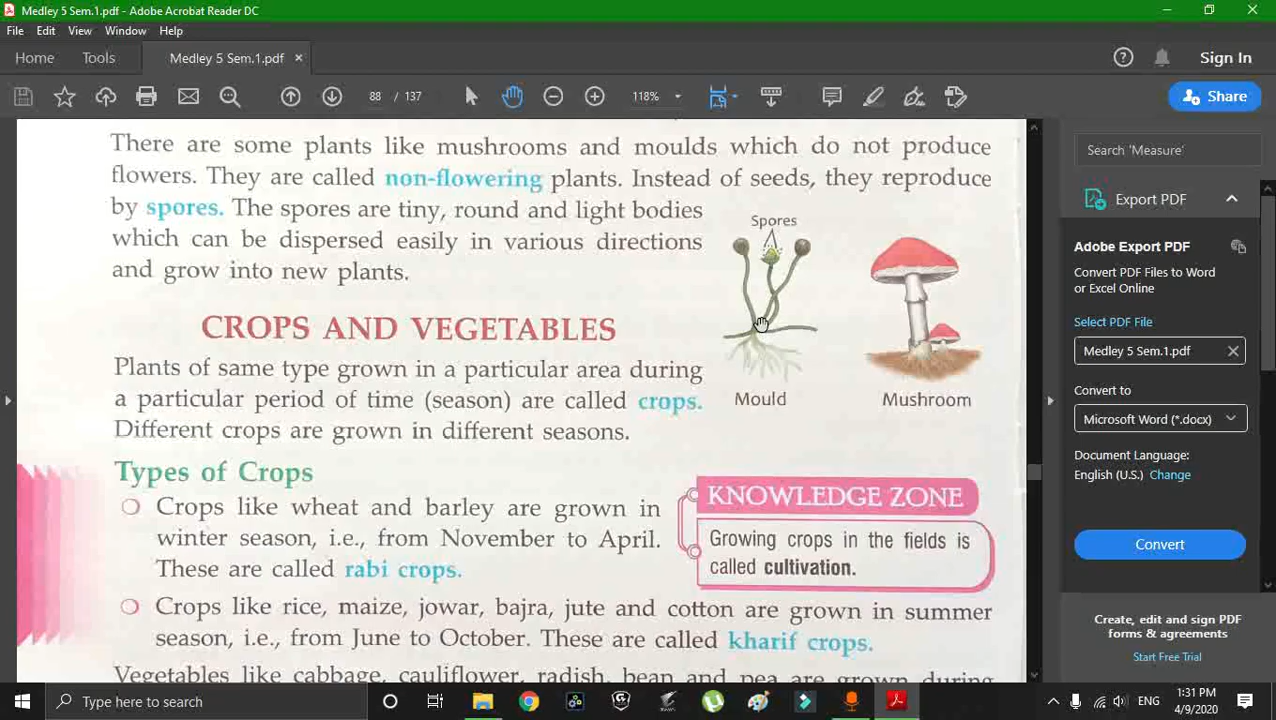 Medley 5 Sem.1.pdf - Adobe Acrobat Reader DC
File Edit View Window Help
Home Tools Medley 5 Sem.1.pdf × Sign In
88 / 137 118% Share
There are some plants like mushrooms and moulds which do not produce
flowers. They are called non-flowering plants. Instead of seeds, they reproduce
by spores. The spores are tiny, round and light bodies
which can be dispersed easily in various directions
and grow into new plants.
Spores
Mould
Mushroom
CROPS AND VEGETABLES
Plants of same type grown in a particular area during
a particular period of time (season) are called crops.
Different crops are grown in different seasons.
Types of Crops
Crops like wheat and barley are grown in
winter season, i.e., from November to April.
These are called rabi crops.
KNOWLEDGE ZONE
Growing crops in the fields is
called cultivation.
Crops like rice, maize, jowar, bajra, jute and cotton are grown in summer
season, i.e., from June to October. These are called kharif crops.
Vegetables like cabbage, cauliflower, radish, bean and pea are grown during
Search 'Measure'
Export PDF
Adobe Export PDF
Convert PDF Files to Word
or Excel Online
Select PDF File
Medley 5 Sem.1.pdf
Convert to
Microsoft Word (*.docx)
Document Language:
English (U.S.) Change
Convert
Create, edit and sign PDF
forms & agreements
Start Free Trial
Type here to search
ENG
1:31 PM
4/9/2020